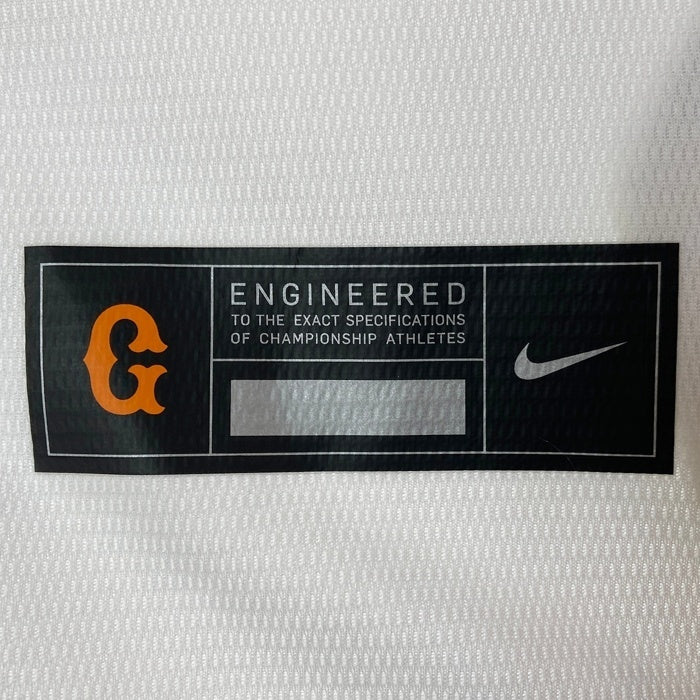 G
ENGINEERED
TO THE EXACT SPECIFICATIONS
OF CHAMPIONSHIP ATHLETES